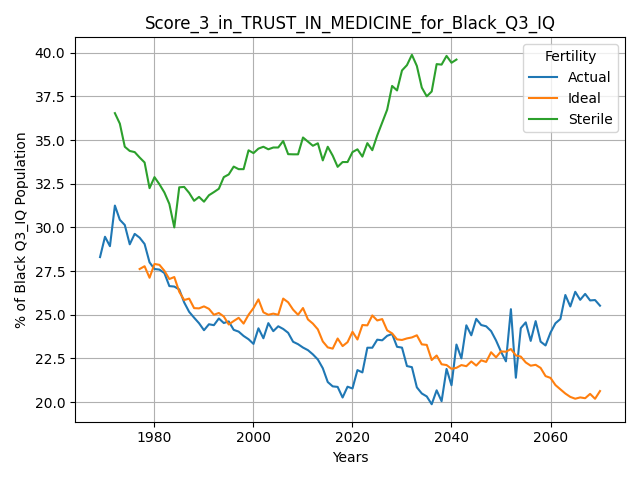 Score_3_in_TRUST_IN_MEDICINE_for_Black_Q3_IQ
Fertility
Actual
Ideal
Sterile
% of Black Q3_IQ Population
40.0
37.5
35.0
32.5
30.0
27.5
25.0
22.5
20.0
1980
2000
2020
2040
2060
Years